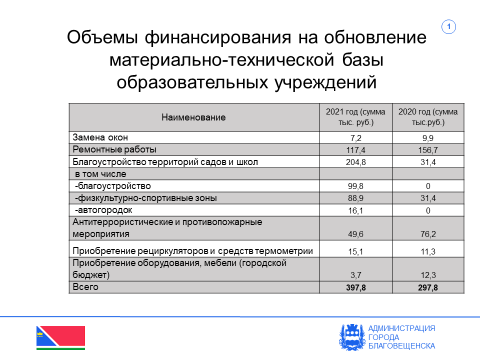 1
Объемы финансирования на обновление
материально-технической базы
образовательных учреждений
Наименование 2021 год (сумма тыс. руб.) 2020 год (сумма тыс.руб.)
Замена окон 7,2 9,9
Ремонтные работы 117,4 156,7
Благоустройство территорий садов и школ 204,8 31,4
в том числе
-благоустройство 99,8 0
-физкультурно-спортивные зоны 88,9 31,4
-автогородок 16,1 0
Антитеррористические и противопожарные
мероприятия 49,6 76,2
Приобретение рециркуляторов и средств термометрии 15,1 11,3
Приобретение оборудования, мебели (городской
бюджет) 3,7 12,3
Всего 397,8 297,8
АДМИНИСТРАЦИЯ
ГОРОДА
БЛАГОВЕЩЕНСКА